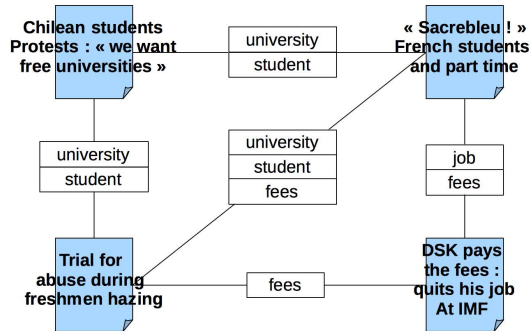 Chilean students
Protests : « we want
free universities »
university
student
« Sacrebleu ! »
French students
and part time
university
student
university
student
fees
job
fees
Trial for
abuse during
freshmen hazing
fees
DSK pays
the fees :
quits his job
At IMF